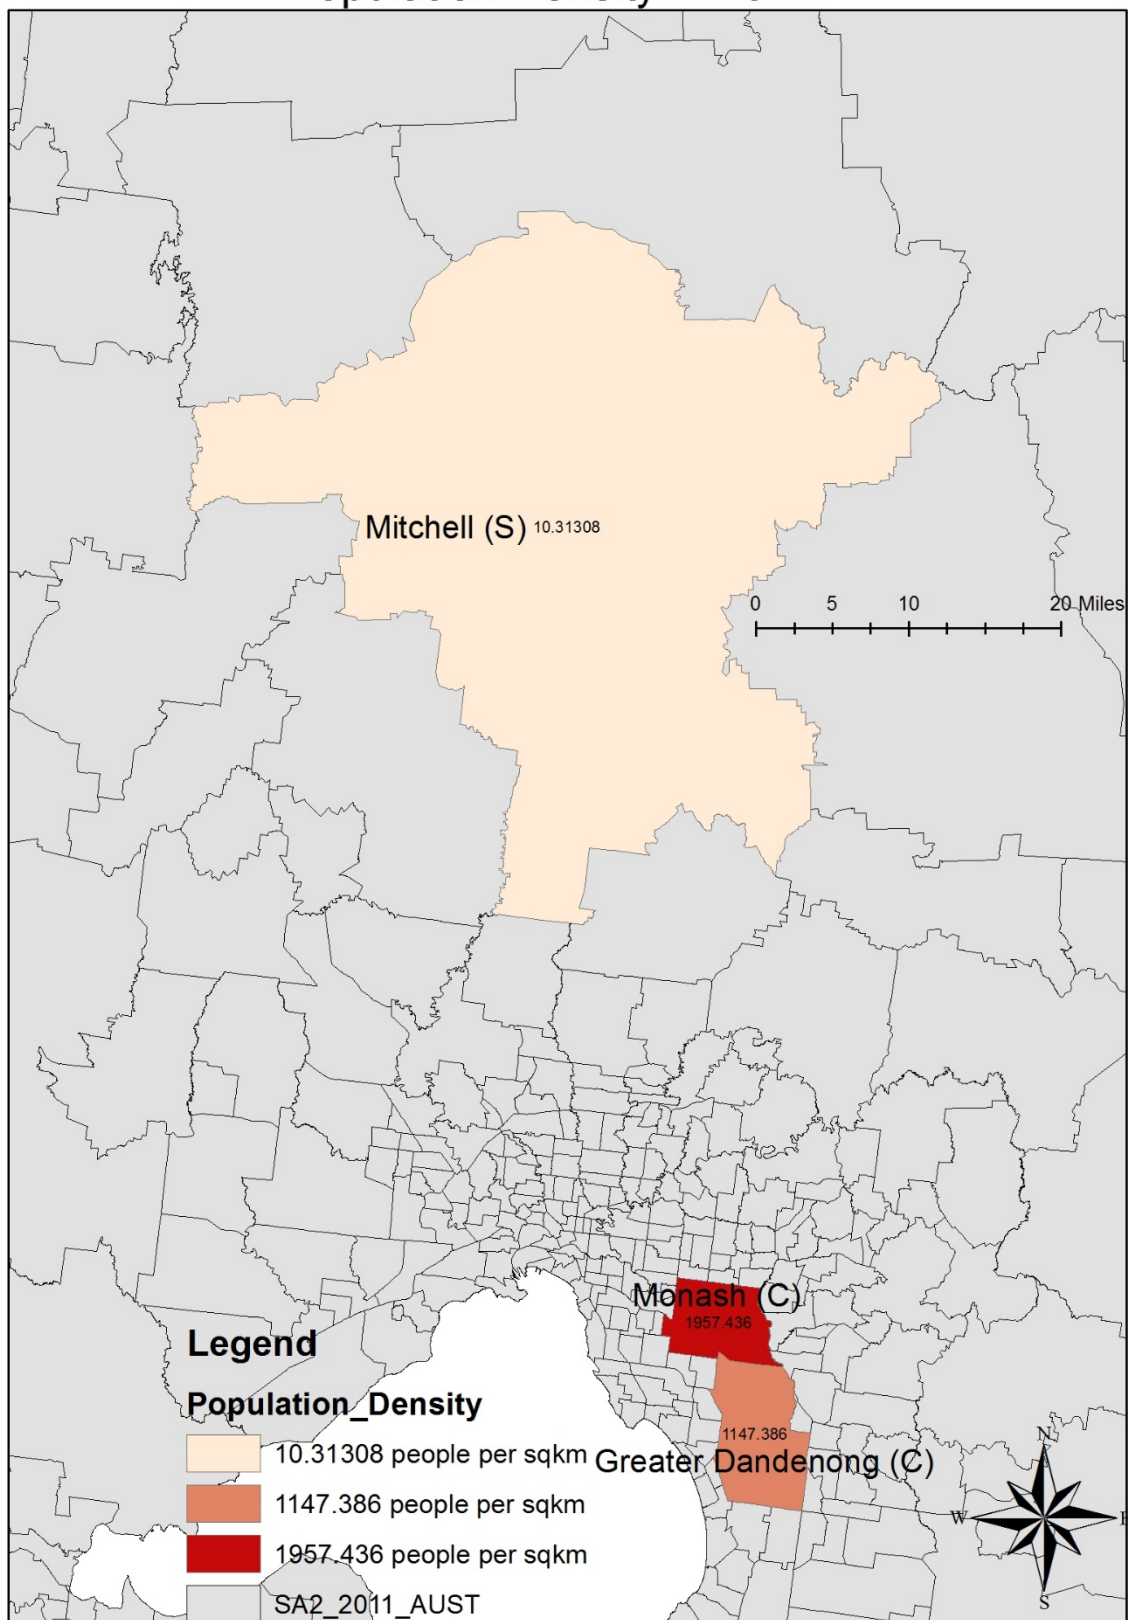 Mitchell (S) 10.31308
0 5 10 20 Miles
Monash (C)
1957.436
1147.386
Greater Dandenong (C)
Legend
Population_Density
10.31308 people per sqkm
1147.386 people per sqkm
1957.436 people per sqkm
SA2_2011_AUST
N
W E
S